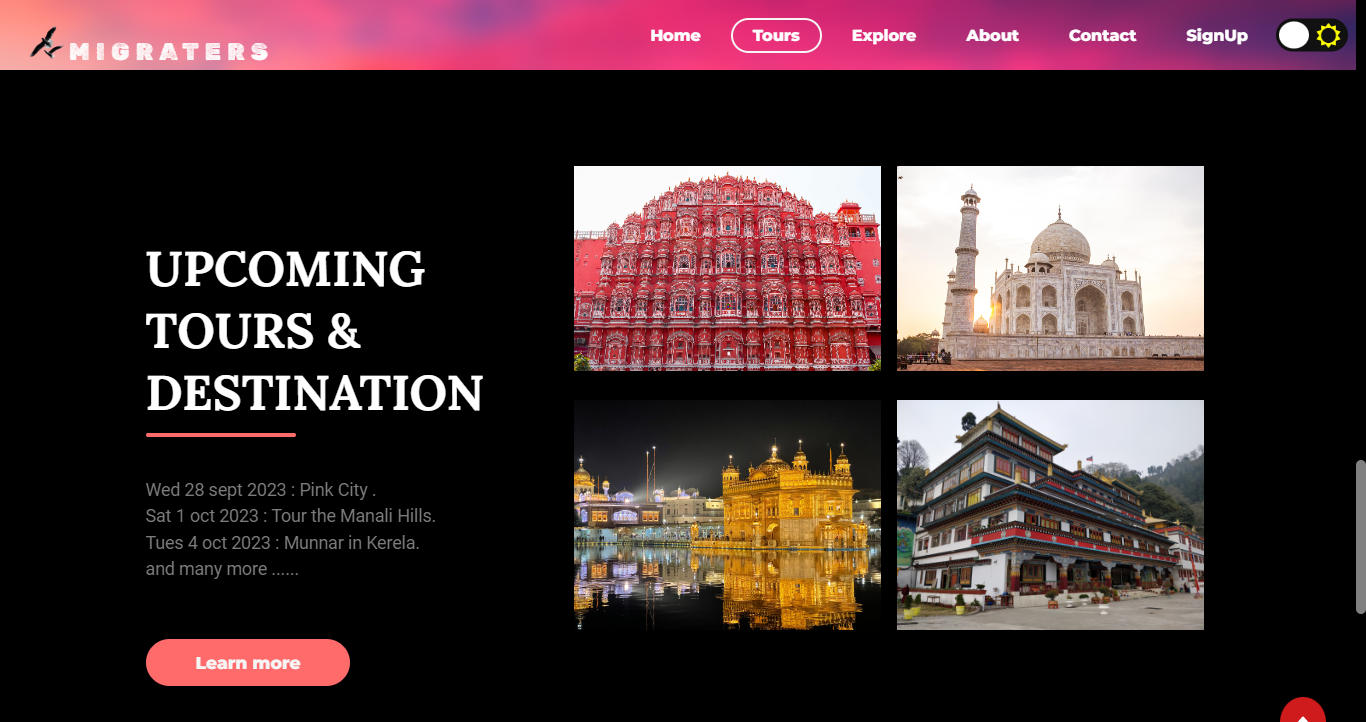 MIGRATERS
Home Tours Explore About Contact SignUp
UPCOMING
TOURS &
DESTINATION
Wed 28 sept 2023 : Pink City .
Sat 1 oct 2023 : Tour the Manali Hills.
Tues 4 oct 2023 : Munnar in Kerela.
and many more ......
Learn more